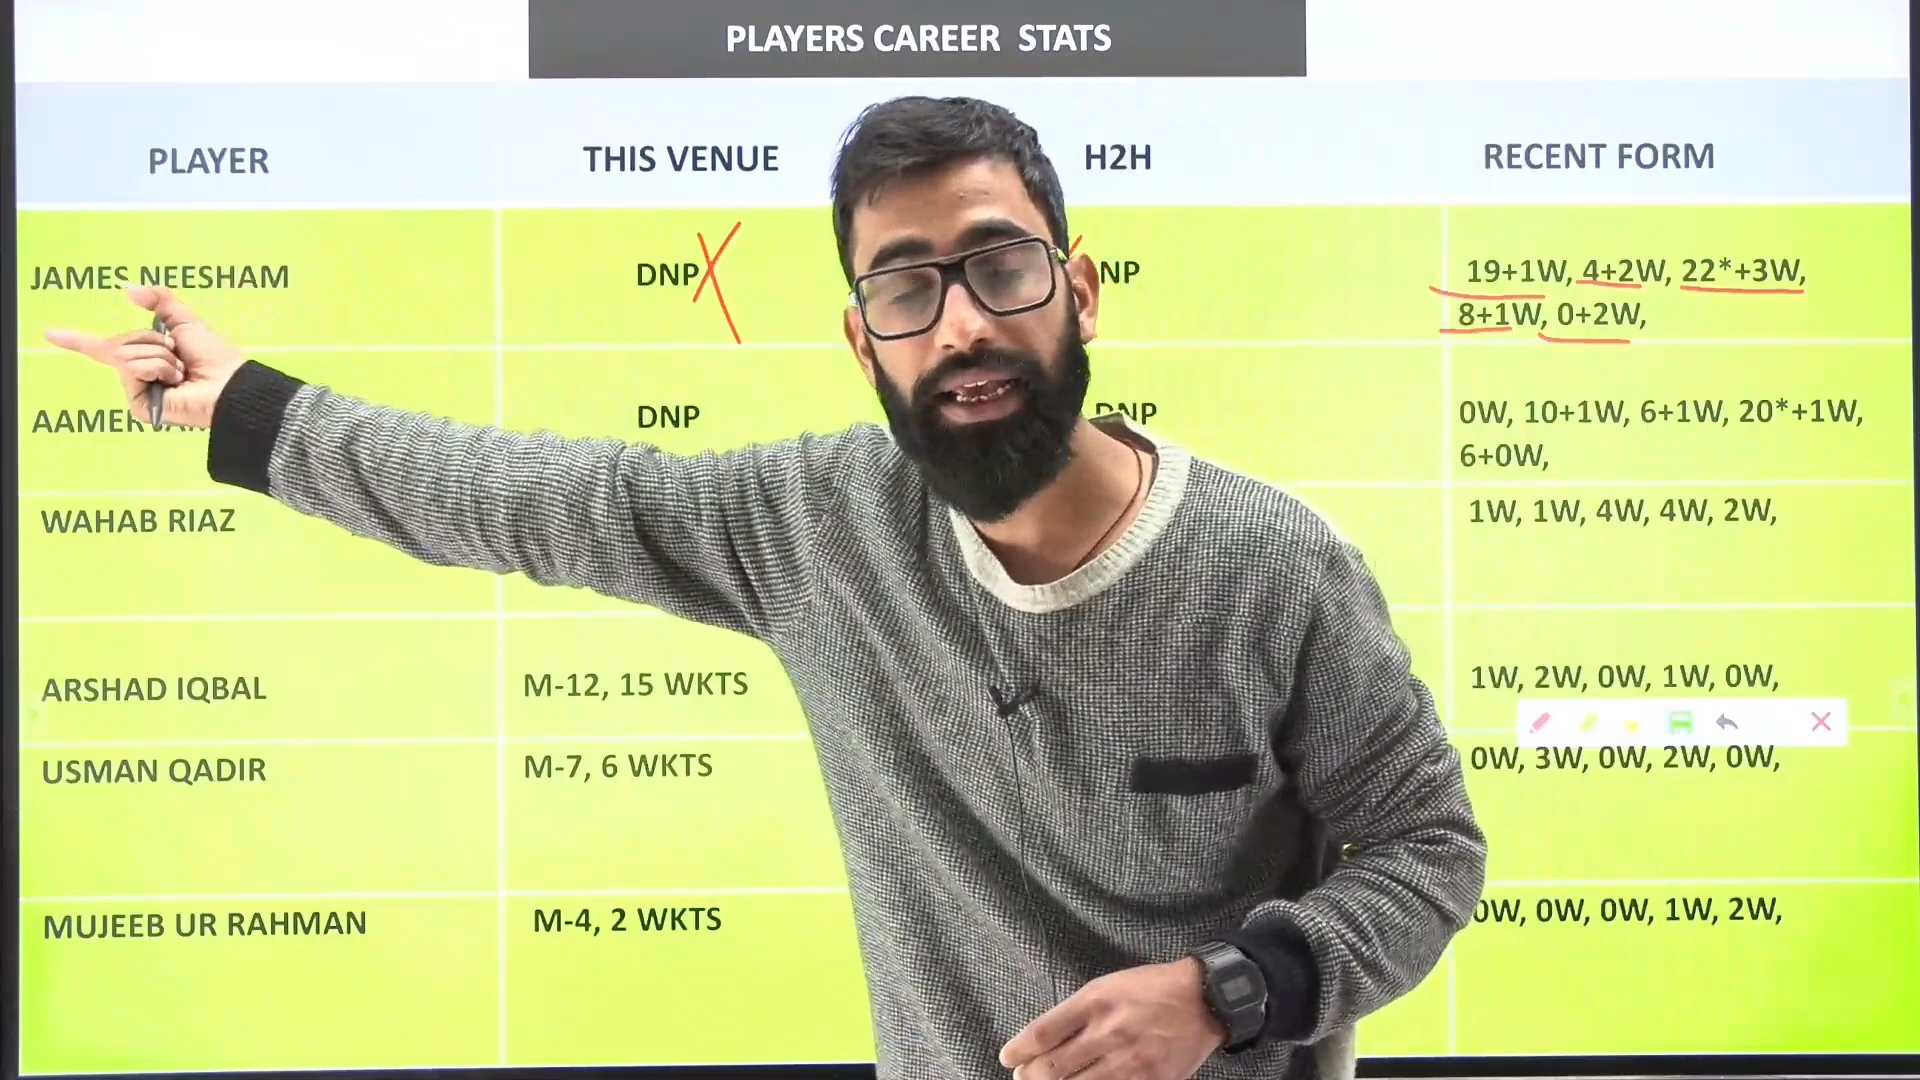 PLAYERS CAREER STATS
PLAYER THIS VENUE H2H RECENT FORM
JAMES NEESHAM DNP NP 19+1W, 4+2W, 22*+3W,
8+1W, 0+2W,
AAMER DNP DNP 0W, 10+1W, 6+1W, 20*+1W,
6+0W,
WAHAB RIAZ 1W, 1W, 4W, 4W, 2W,
ARSHAD IQBAL M-12, 15 WKTS 1W, 2W, 0W, 1W, 0W,
USMAN QADIR M-7, 6 WKTS 0W, 3W, 0W, 2W, 0W,
MUJEEB UR RAHMAN M-4, 2 WKTS 0W, 0W, 0W, 1W, 2W,